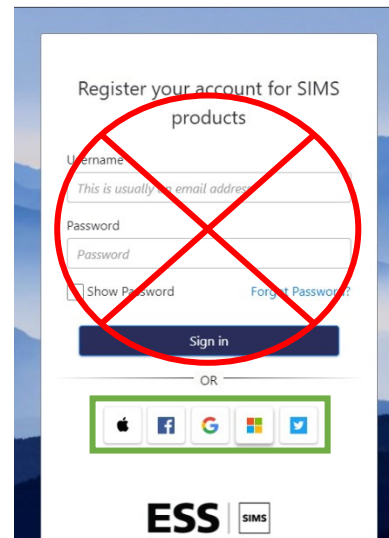 Register your account for SIMS
products
Username
This is usually an email address
Password
Password
Show Password Forgot Password?
Sign in
OR
ESS SIMS